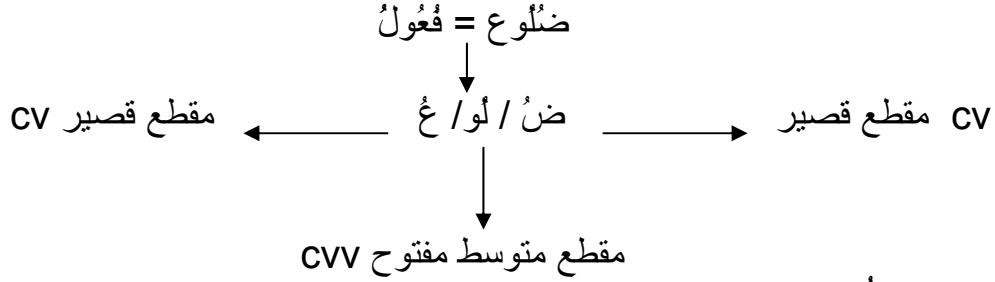 ضُلُوع = فُعُولُ
cv مقطع قصير ضُ / لُو/ عُ مقطع قصير cv
مقطع متوسط مفتوح cvv